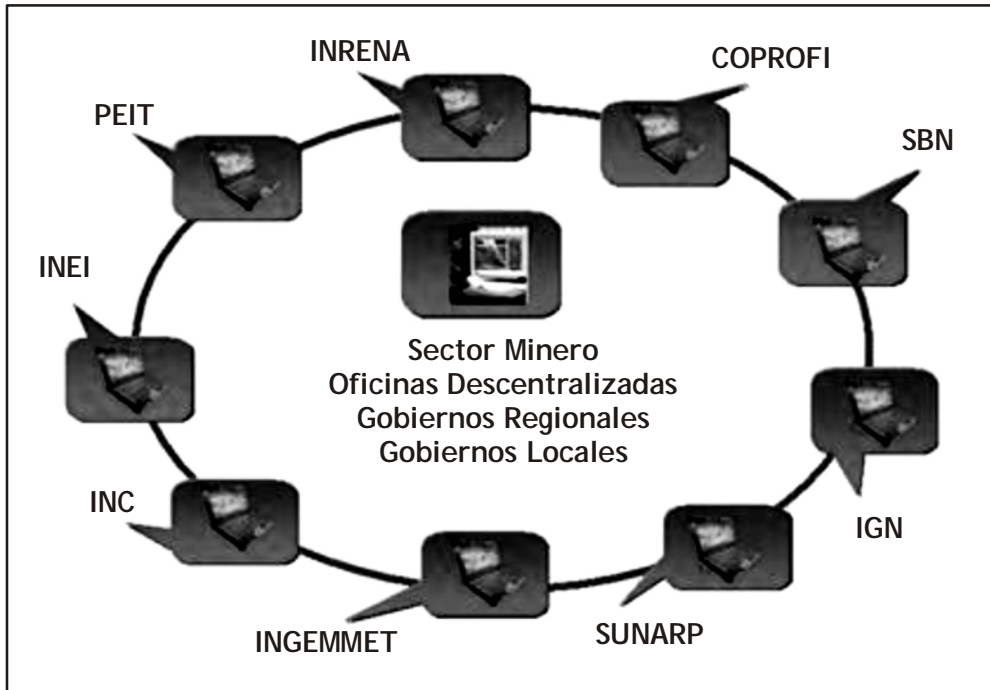 INRENA
COPROFI
PEIT
SBN
INEI
Sector Minero
Oficinas Descentralizadas
Gobiernos Regionales
Gobiernos Locales
INC
IGN
INGEMMET
SUNARP